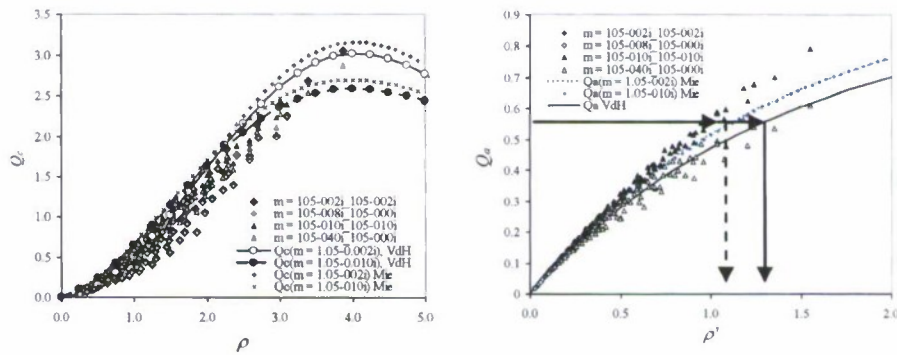 3.5
3.0
2.5
2.0
1.5
1.0
0.5
0.0
Qc
m = 105-002i_105-002i
m = 105-008i_105-000i
m = 105-010i_105-010i
m = 105-040i_105-000i
Qc(m = 1.05-0.002i), VdH
Qc(m = 1.05-0.010i), VdH
Qc(m = 1.05-002i) Mie
Qc(m = 1.05-010i) Mie
0.0 1.0 2.0 3.0 4.0 5.0
ρ
0.8
0.7
0.6
0.5
0.4
0.3
0.2
0.1
0
Qa
m = 105-002i_105-002i
m = 105-008i_105-000i
m = 105-010i_105-010i
m = 105-040i_105-000i
Qa(m = 1.05-002i) Mie
Qa(m = 1.05-010i) Mie
Qa VdH
0.0 0.5 1.0 1.5 2.0
ρ'